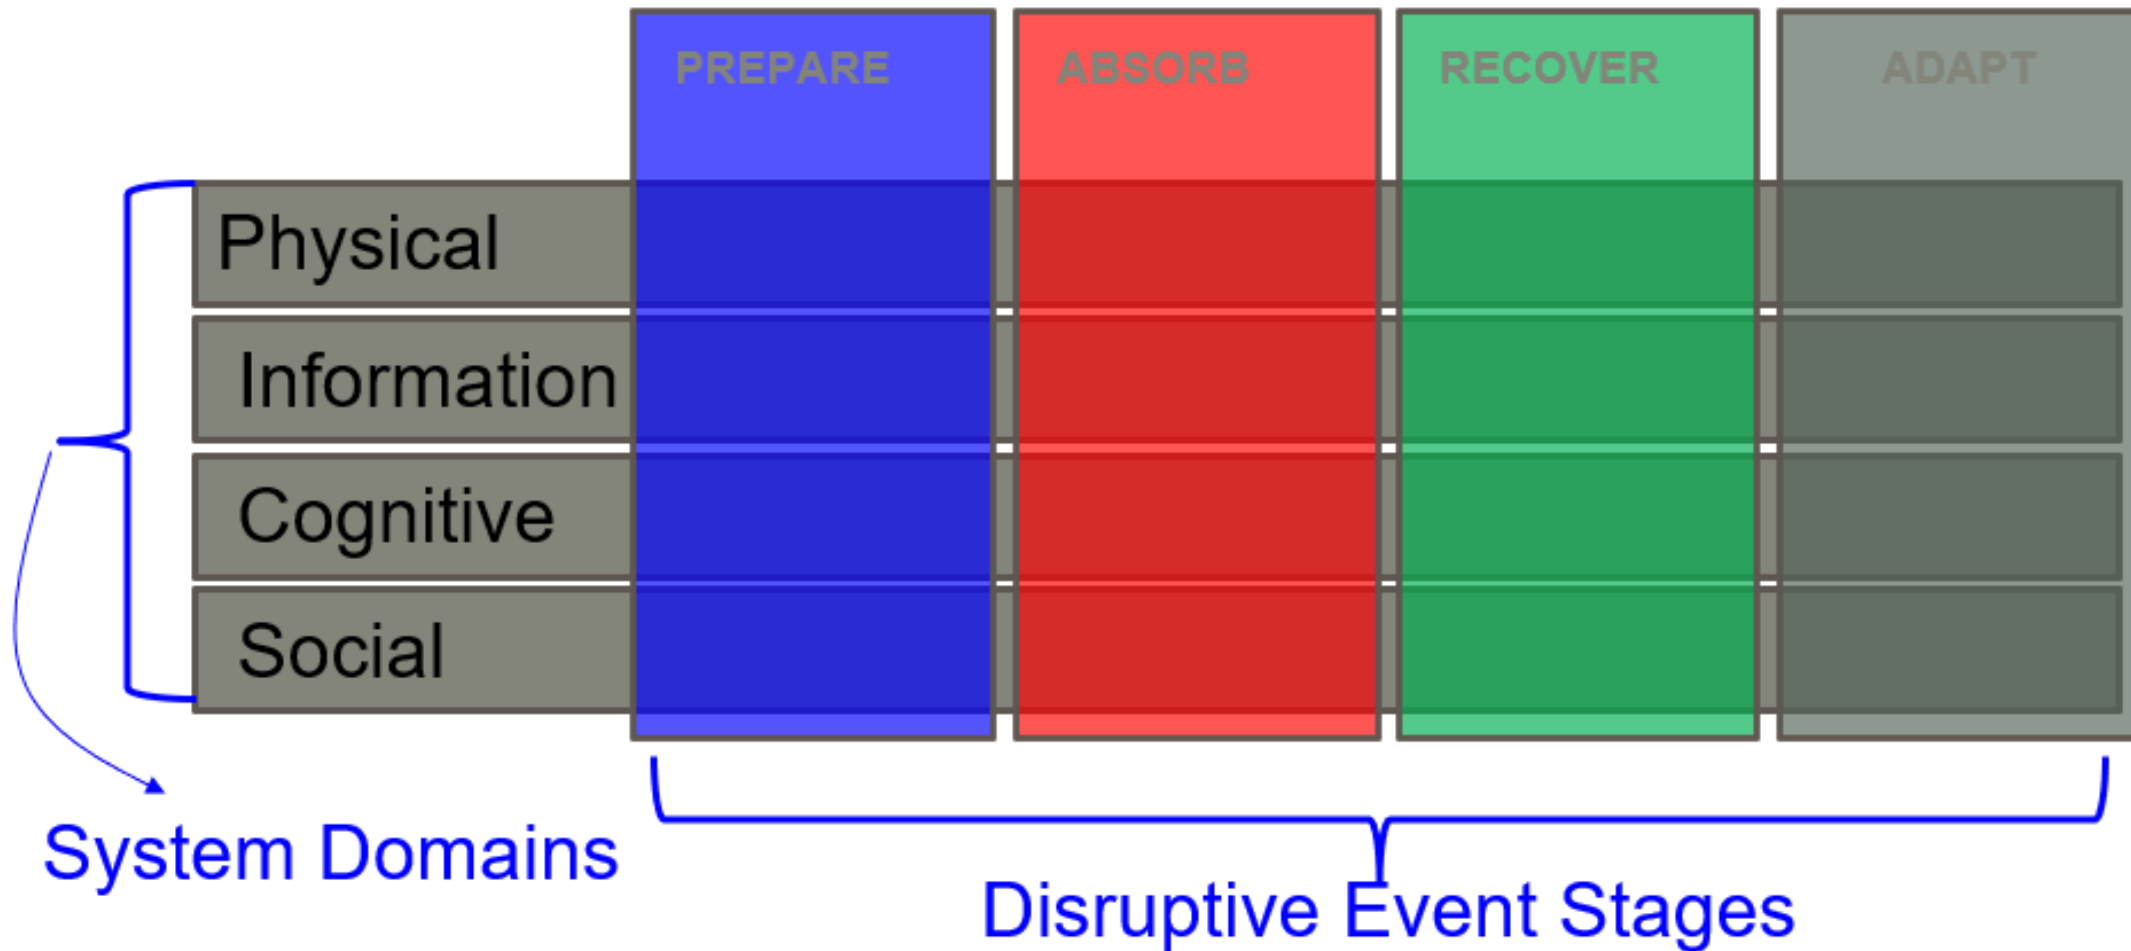 PREPARE ABSORB RECOVER ADAPT
Physical
Information
Cognitive
Social
System Domains
Disruptive Event Stages